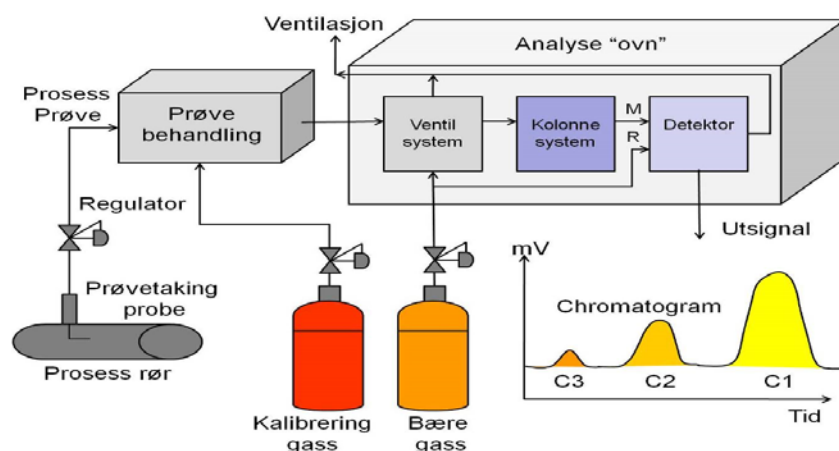 Ventilasjon
Analyse “ovn”
Prosess
Prøve
Prøve
behandling
Ventil
system
Kolonne
system
M
R
Detektor
Regulator
Utsignal
Prøvetaking
probe
Prosess rør
Kalibrering
gass
Bære
gass
mV
Chromatogram
C3
C2
C1
Tid